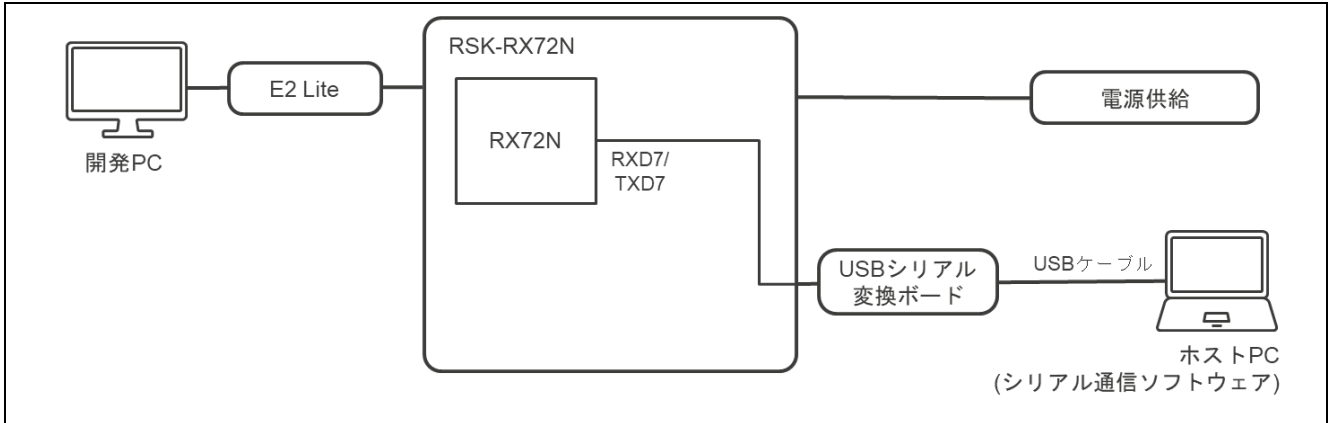 RSK-RX72N
E2 Lite
電源供給
RX72N
開発PC
RXD7/
TXD7
USBシリアル
変換ボード
USBケーブル
ホストPC
(シリアル通信ソフトウェア)